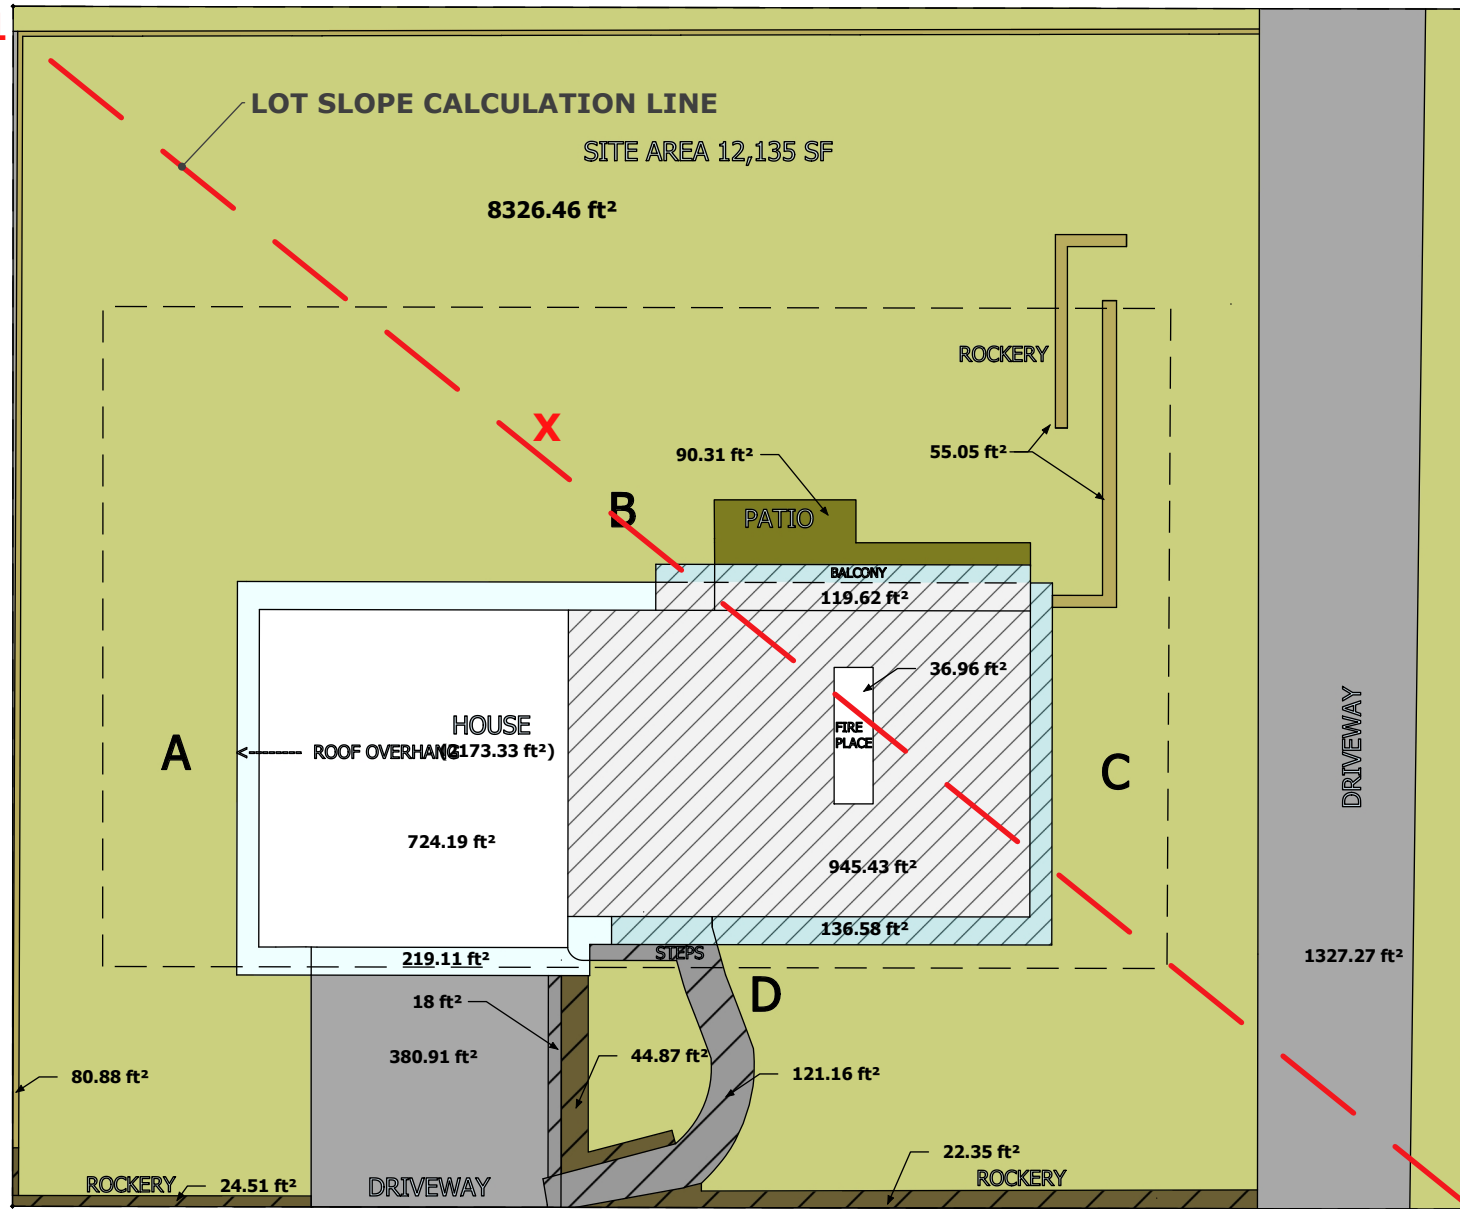 LOT SLOPE CALCULATION LINE
SITE AREA 12,135 SF
8326.46 ft²
ROCKERY
X
90.31 ft²
55.05 ft²
B
PATIO
BALCONY
119.62 ft²
36.96 ft²
HOUSE
FIRE
PLACE
A
ROOF OVERHANG
(2173.33 ft²)
C
DRIVEWAY
724.19 ft²
945.43 ft²
136.58 ft²
STEPS
219.11 ft²
1327.27 ft²
D
18 ft²
380.91 ft²
44.87 ft²
80.88 ft²
121.16 ft²
22.35 ft²
ROCKERY
24.51 ft²
DRIVEWAY
ROCKERY